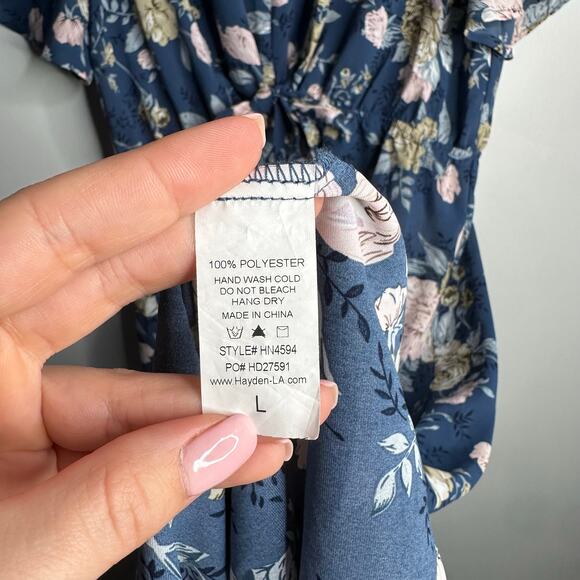 100% POLYESTER
HAND WASH COLD
DO NOT BLEACH
HANG DRY
MADE IN CHINA
STYLE# HN4594
PO# HD27591
www.Hayden-LA.com
L